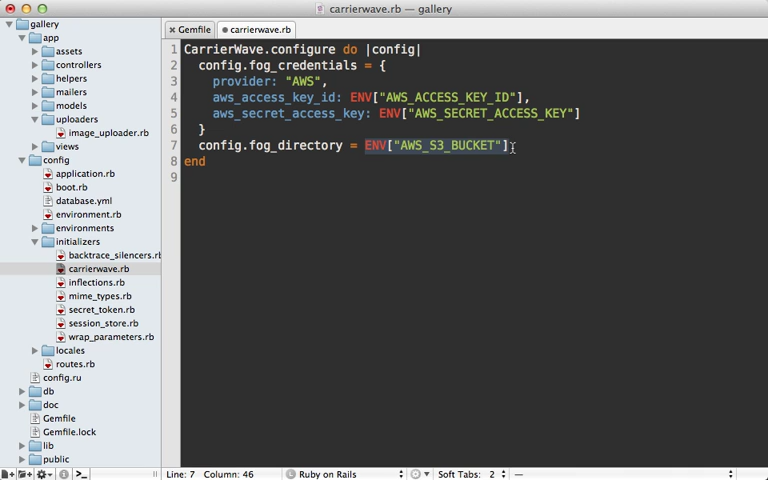 carrierwave.rb — gallery
gallery
app
assets
controllers
helpers
mailers
models
uploaders
image_uploader.rb
views
config
application.rb
boot.rb
database.yml
environment.rb
environments
initializers
backtrace_silencers.rb
carrierwave.rb
inflections.rb
mime_types.rb
secret_token.rb
session_store.rb
wrap_parameters.rb
locales
routes.rb
config.ru
db
doc
Gemfile
Gemfile.lock
lib
public
Gemfile
carrierwave.rb
1 CarrierWave.configure do |config|
2 config.fog_credentials = {
3 provider: "AWS",
4 aws_access_key_id: ENV["AWS_ACCESS_KEY_ID"],
5 aws_secret_access_key: ENV["AWS_SECRET_ACCESS_KEY"]
6 }
7 config.fog_directory = ENV["AWS_S3_BUCKET"]
8 end
9
Line: 7 Column: 46 Ruby on Rails Soft Tabs: 2 —